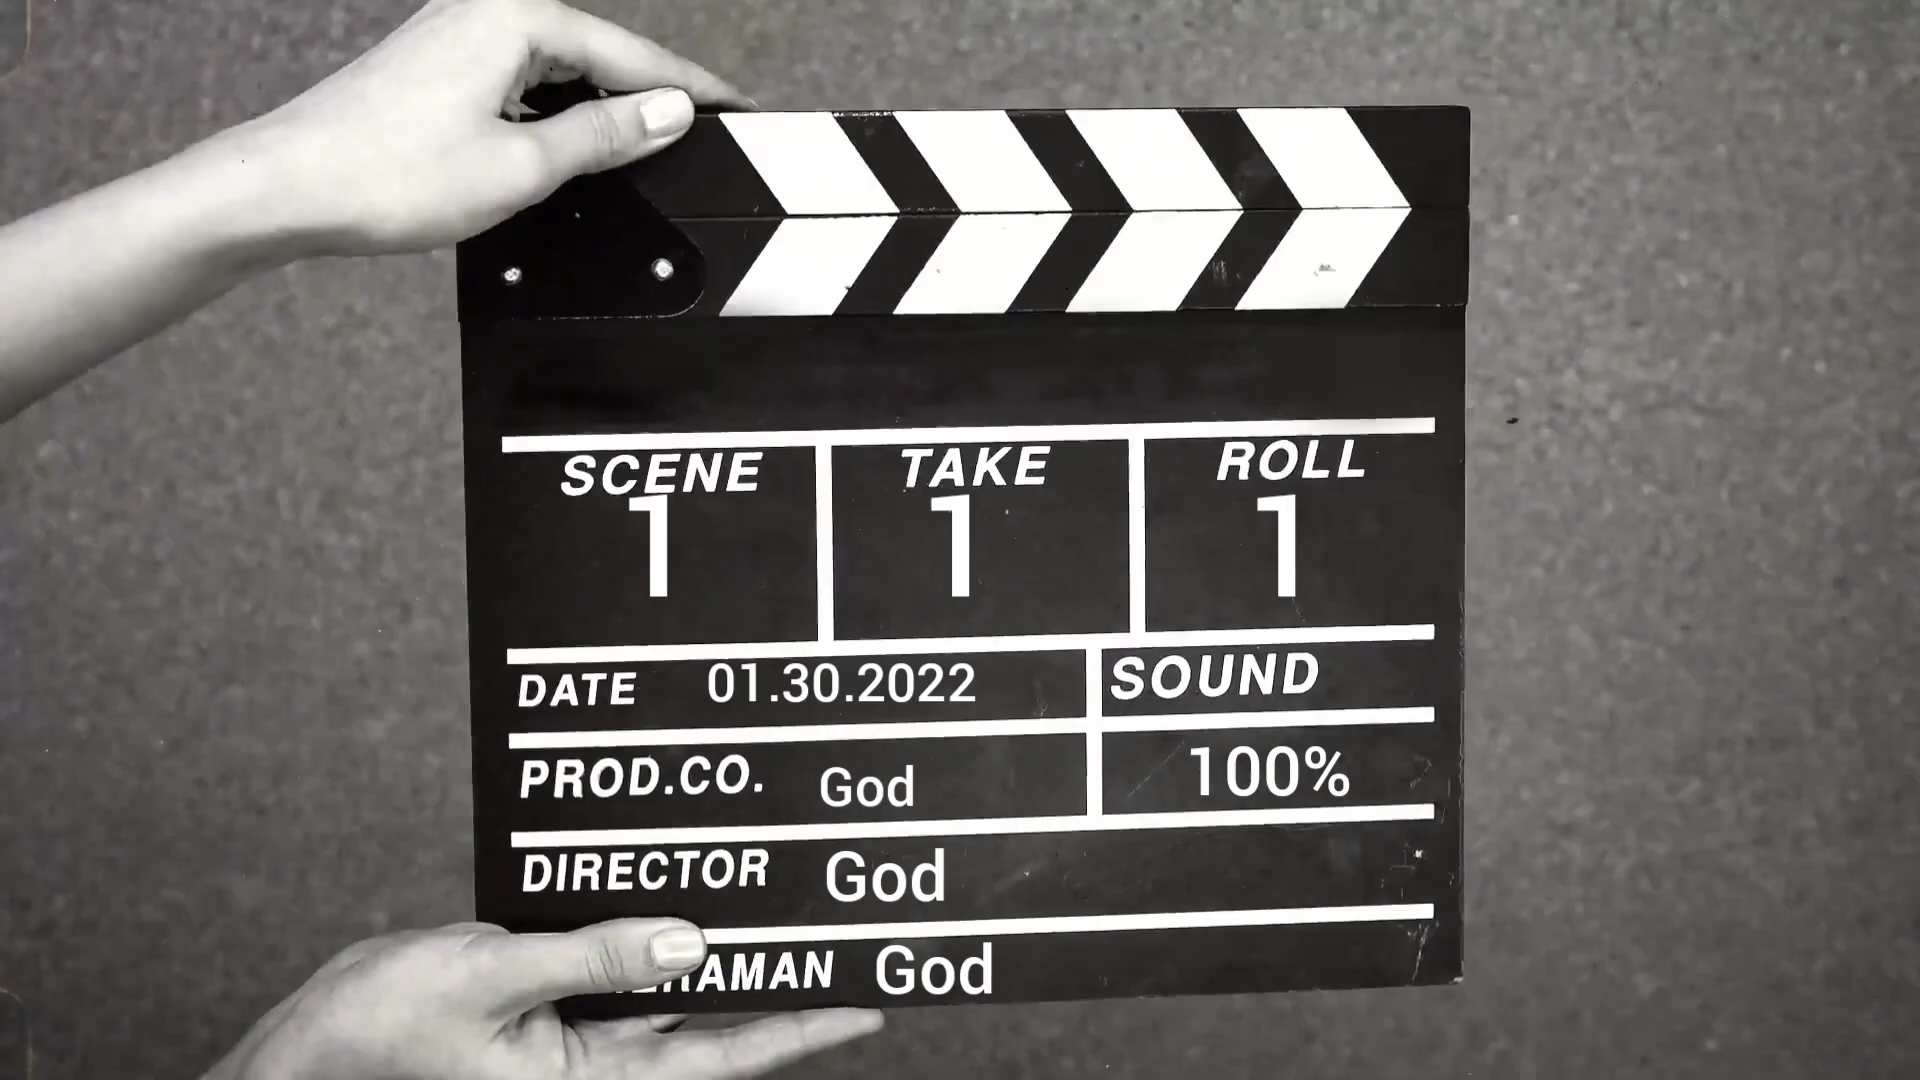 SCENE TAKE ROLL
1 1 1
DATE 01.30.2022 SOUND
PROD.CO. God 100%
DIRECTOR God
God